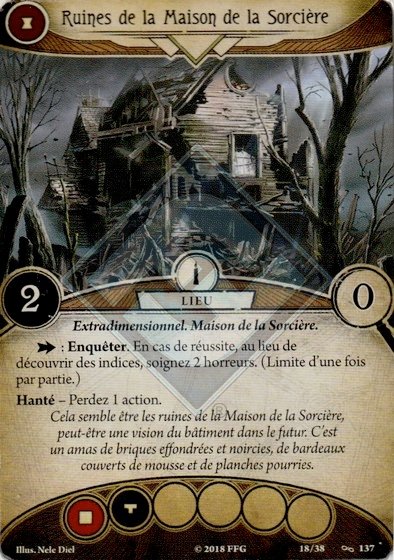 Ruines de la Maison de la Sorcière
2
LIEU
0
Extradimensionnel. Maison de la Sorcière.
: Enquêter. En cas de réussite, au lieu de
découvrir des indices, soignez 2 horreurs. (Limite d'une fois
par partie.)
Hanté – Perdez 1 action.
Cela semble être les ruines de la Maison de la Sorcière,
peut-être une vision du bâtiment dans le futur. C'est
un amas de briques effondrées et noircies, de bardeaux
couverts de mousse et de planches pourries.
Illus. Nele Diel © 2018 FFG 18/38 137